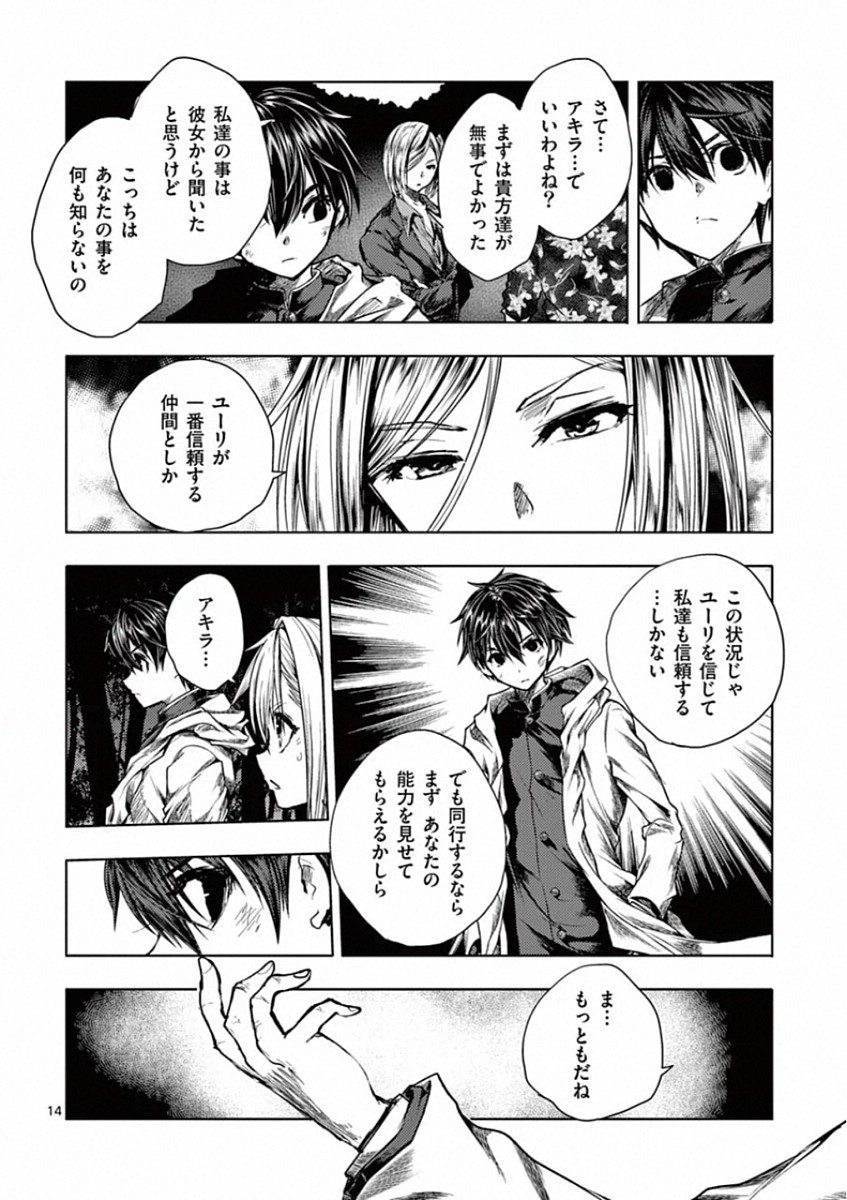 さて…
アキラ…で
いいわよね?
まずは貴方達が
無事でよかった
私達の事は
彼女から聞いた
と思うけど
こっちは
あなたの事を
何も知らないの
ユーリが
一番信頼する
仲間としか
この状況じゃ
ユーリを信じて
私達も信頼する
…しかない
でも同行するなら
まず あなたの
能力を見せて
もらえるかしら
アキラ…
ま…
もっともだね
14